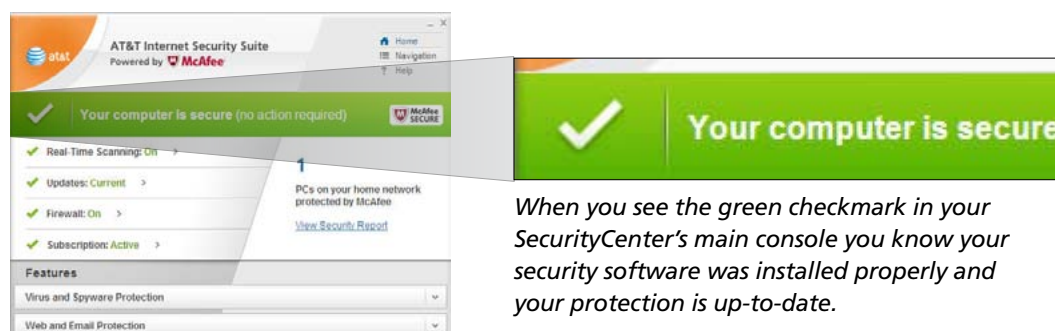 at&t
AT&T Internet Security Suite
Powered by McAfee
Home
Navigation
? Help
Your computer is secure (no action required)
McAfee
SECURE
Real-Time Scanning: On >
Updates: Current >
Firewall: On >
Subscription: Active >
1
PCs on your home network
protected by McAfee
View Security Report
Features
Virus and Spyware Protection
Web and Email Protection
Your computer is secure
When you see the green checkmark in your
SecurityCenter’s main console you know your
security software was installed properly and
your protection is up-to-date.